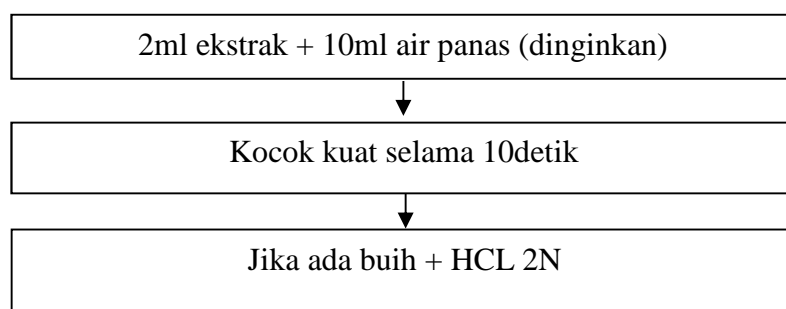 2ml ekstrak + 10ml air panas (dinginkan)
Kocok kuat selama 10detik
Jika ada buih + HCL 2N